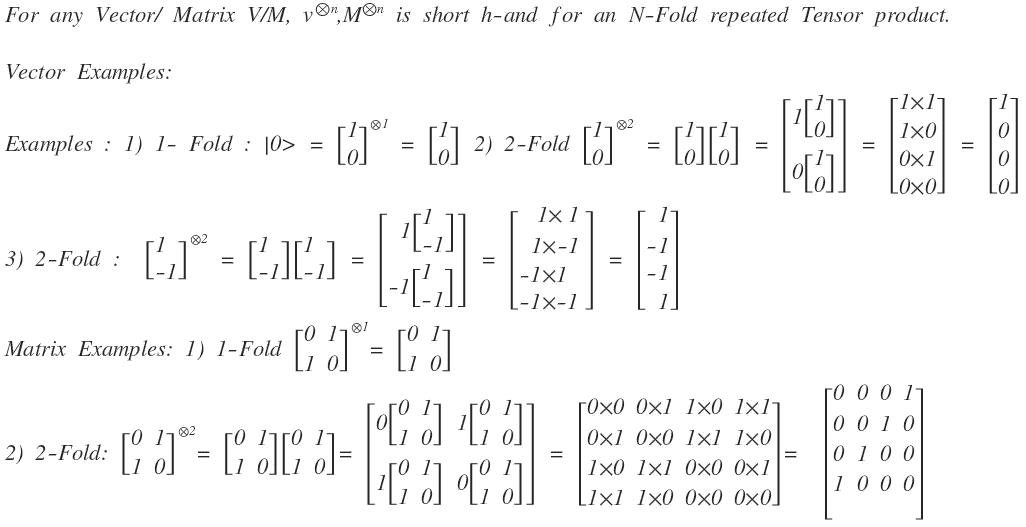 For any Vector/ Matrix V/M, v⊗n,M⊗n is short h-and for an N-Fold repeated Tensor product.
Vector Examples:
Examples : 1) 1- Fold : |0> = [1 0]⊗1 = [1 0] 2) 2-Fold [1 0]⊗2 = [1 0][1 0] = [1[1 0] 0[1 0]] = [1×1 1×0 0×1 0×0] = [1 0 0 0]
3) 2-Fold : [1 -1]⊗2 = [1 -1][1 -1] = [1[1 -1] -1[1 -1]] = [1×1 1×-1 -1×1 -1×-1] = [1 -1 -1 1]
Matrix Examples: 1) 1-Fold [0 1 1 0]⊗1 = [0 1 1 0]
2) 2-Fold: [0 1 1 0]⊗2 = [0 1 1 0][0 1 1 0] = [0[0 1 1 0] 1[0 1 1 0] 1[0 1 1 0] 0[0 1 1 0]] = [0×0 0×1 1×0 1×1 0×1 0×0 1×1 1×0 1×0 1×1 0×0 0×1 1×1 1×0 0×0 0×0] = [0 0 0 1 0 0 1 0 0 1 0 0 1 0 0 0]